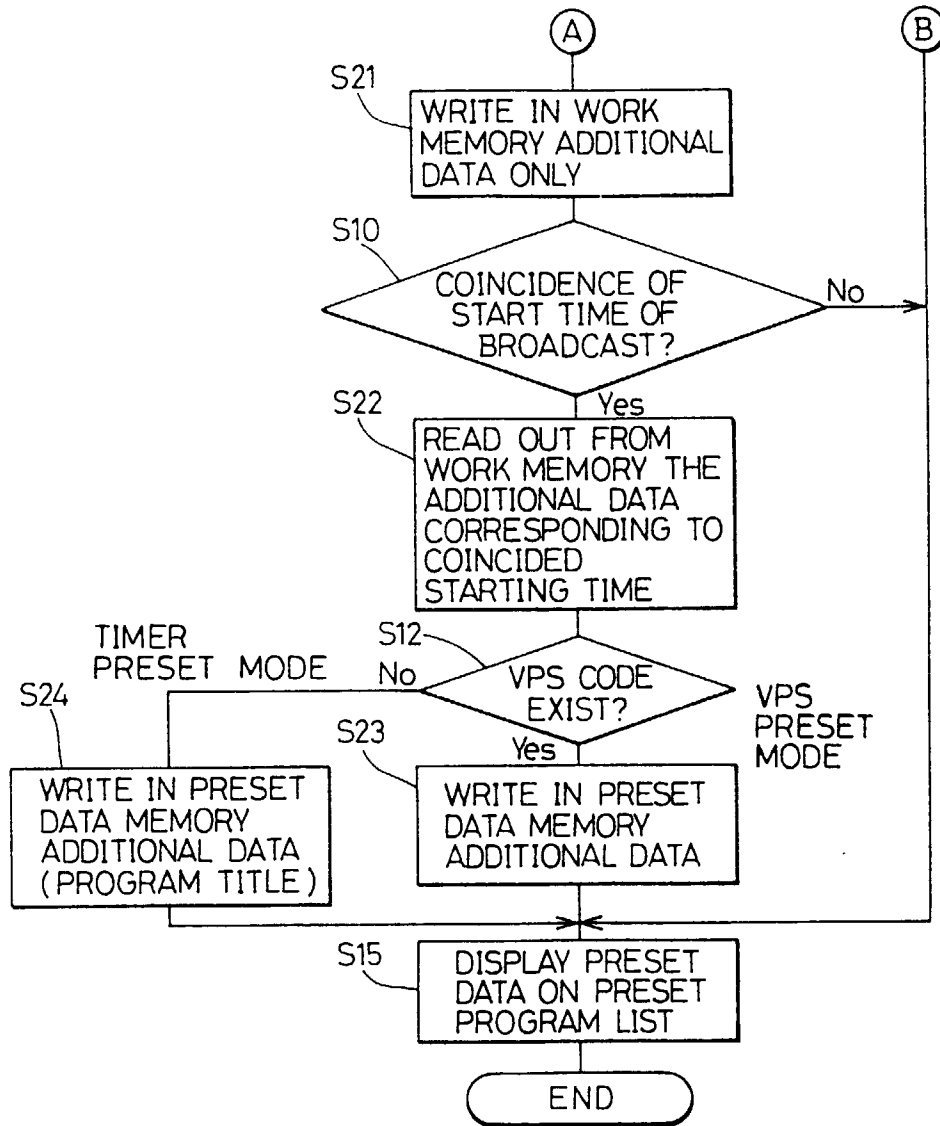 A
B
S21
WRITE IN WORK
MEMORY ADDITIONAL
DATA ONLY
S10
COINCIDENCE OF
START TIME OF
BROADCAST?
No
Yes
S22
READ OUT FROM
WORK MEMORY THE
ADDITIONAL DATA
CORRESPONDING TO
COINCIDED
STARTING TIME
TIMER
PRESET MODE
S12
No
VPS CODE
EXIST?
VPS
PRESET
MODE
S24
S23
Yes
WRITE IN PRESET
DATA MEMORY
ADDITIONAL DATA
(PROGRAM TITLE)
WRITE IN PRESET
DATA MEMORY
ADDITIONAL DATA
S15
DISPLAY PRESET
DATA ON PRESET
PROGRAM LIST
END